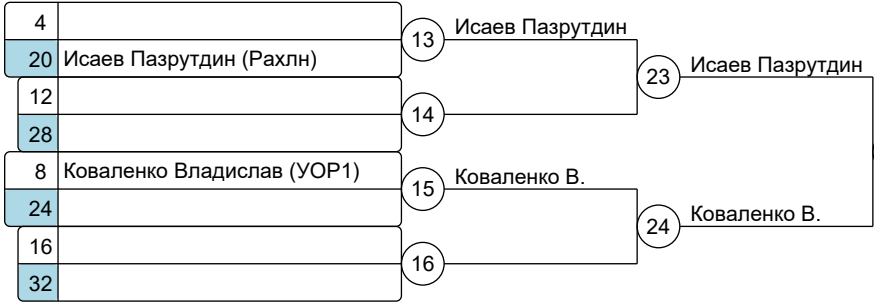 4
13 Исаев Пазрутдин
20 Исаев Пазрутдин (Рахлн)
23 Исаев Пазрутдин
12
14
28
8 Коваленко Владислав (УОР1)
15 Коваленко В.
24
24 Коваленко В.
16
16
32